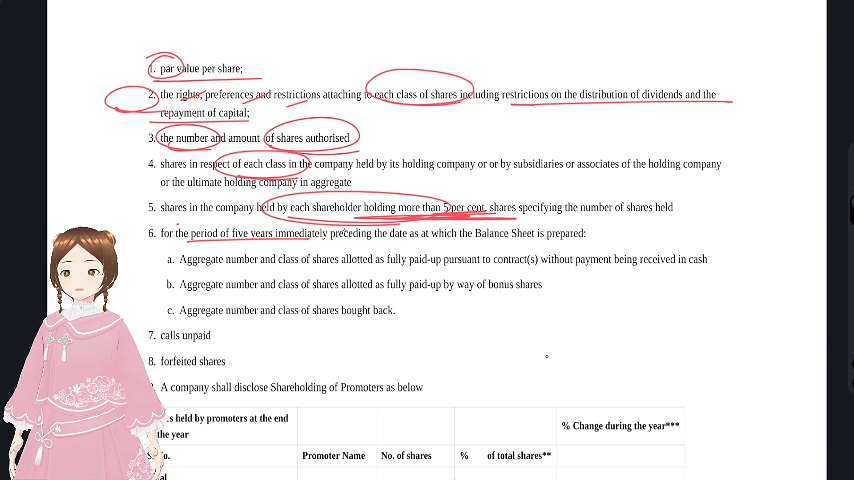 1. par value per share;
2. the rights, preferences and restrictions attaching to each class of shares including restrictions on the distribution of dividends and the
repayment of capital;
3. the number and amount of shares authorised
4. shares in respect of each class in the company held by its holding company or or by subsidiaries or associates of the holding company
or the ultimate holding company in aggregate
5. shares in the company held by each shareholder holding more than 5 per cent. shares specifying the number of shares held
6. for the period of five years immediately preceding the date as at which the Balance Sheet is prepared:
a. Aggregate number and class of shares allotted as fully paid-up pursuant to contract(s) without payment being received in cash
b. Aggregate number and class of shares allotted as fully paid-up by way of bonus shares
c. Aggregate number and class of shares bought back.
7. calls unpaid
8. forfeited shares
A company shall disclose Shareholding of Promoters as below
held by promoters at the end
the year
% Change during the year***
Promoter Name No. of shares % of total shares**